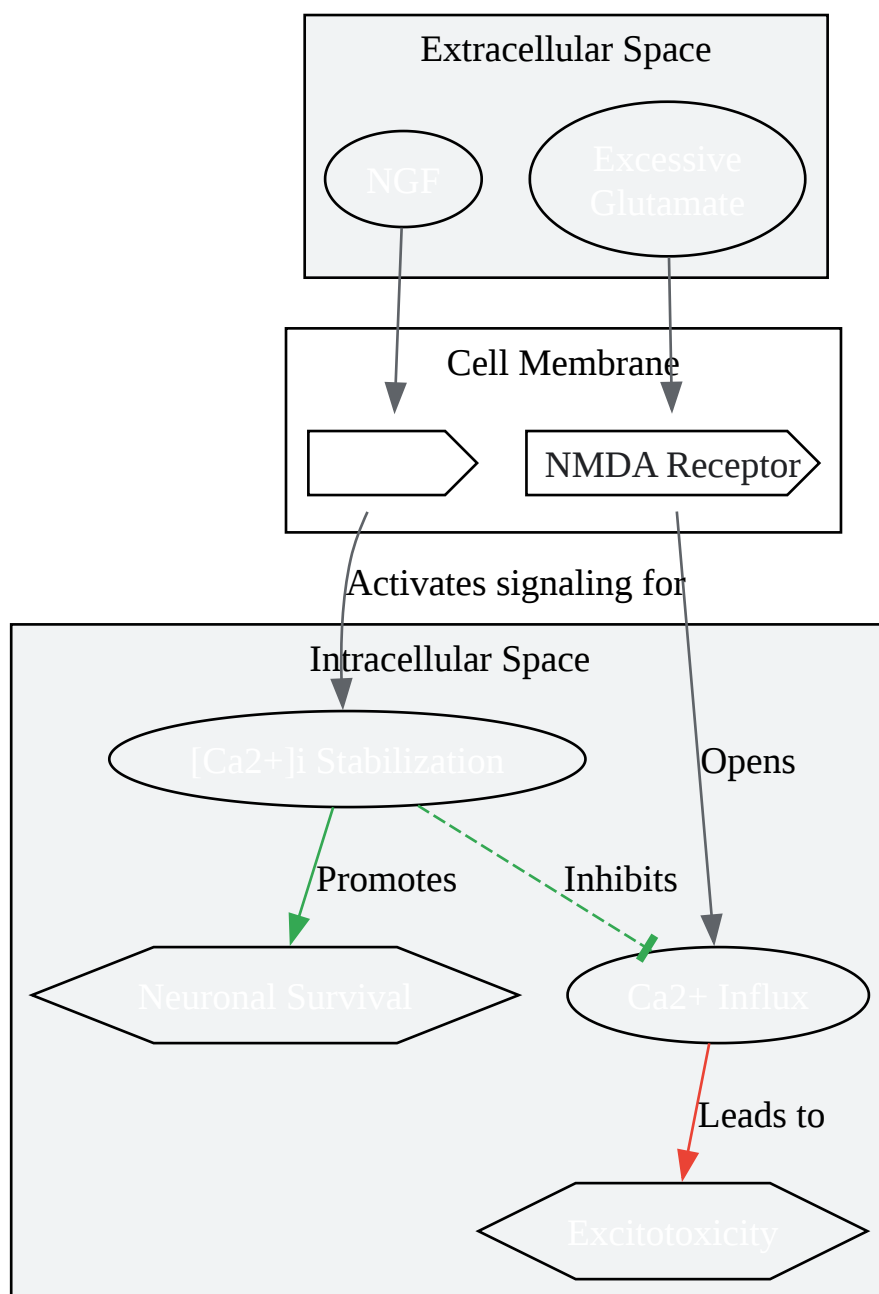 Extracellular Space
NGF
Excessive
Glutamate
Cell Membrane
NMDA Receptor
Activates signaling for
Intracellular Space
[Ca2+]i Stabilization
Opens
Promotes
Inhibits
Neuronal Survival
Ca2+ Influx
Leads to
Excitotoxicity